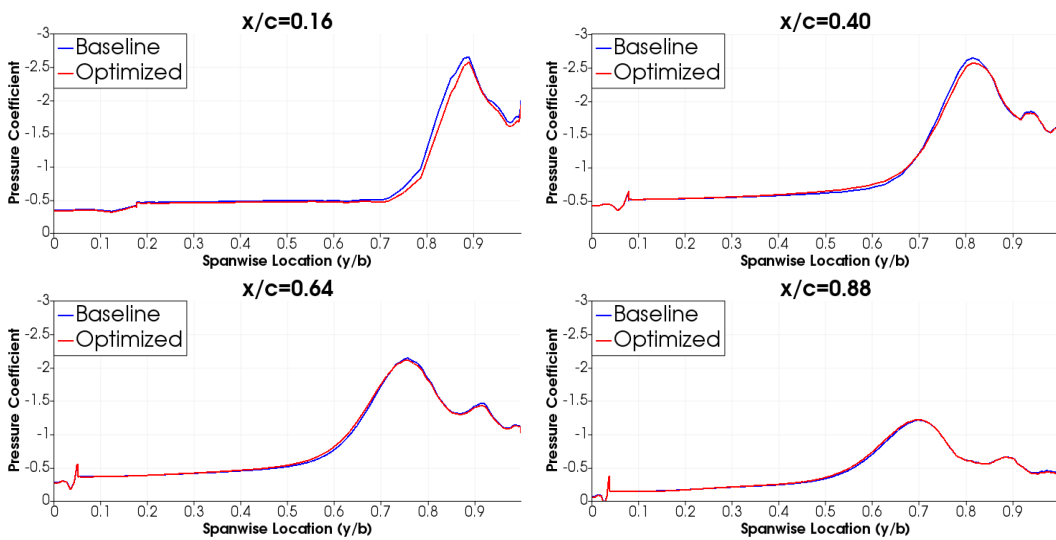 x/c=0.16
Baseline
Optimized
Pressure Coefficient
-3
-2.5
-2
-1.5
-1
-0.5
0
0 0.1 0.2 0.3 0.4 0.5 0.6 0.7 0.8 0.9
Spanwise Location (y/b)
x/c=0.40
Baseline
Optimized
Pressure Coefficient
-3
-2.5
-2
-1.5
-1
-0.5
0
0 0.1 0.2 0.3 0.4 0.5 0.6 0.7 0.8 0.9
Spanwise Location (y/b)
x/c=0.64
Baseline
Optimized
Pressure Coefficient
-3
-2.5
-2
-1.5
-1
-0.5
0
0 0.1 0.2 0.3 0.4 0.5 0.6 0.7 0.8 0.9
Spanwise Location (y/b)
x/c=0.88
Baseline
Optimized
Pressure Coefficient
-3
-2.5
-2
-1.5
-1
-0.5
0
0 0.1 0.2 0.3 0.4 0.5 0.6 0.7 0.8 0.9
Spanwise Location (y/b)